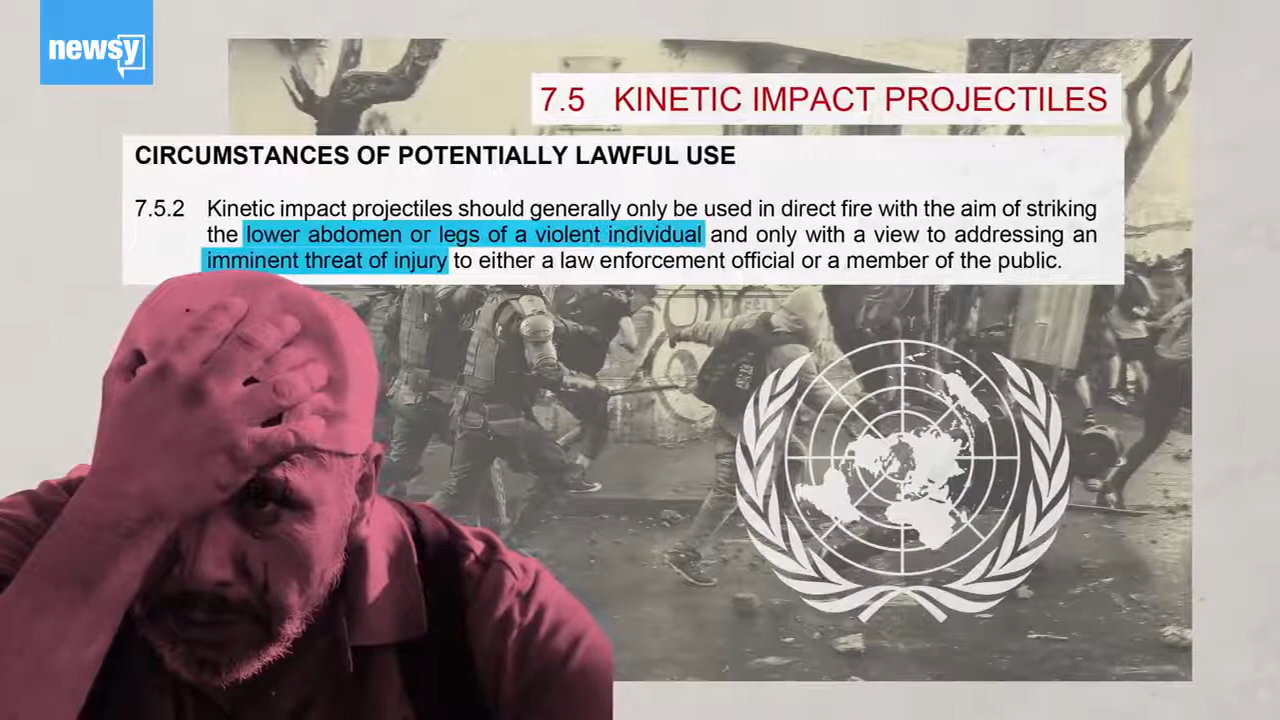 newsy
7.5 KINETIC IMPACT PROJECTILES
CIRCUMSTANCES OF POTENTIALLY LAWFUL USE
7.5.2 Kinetic impact projectiles should generally only be used in direct fire with the aim of striking
the lower abdomen or legs of a violent individual and only with a view to addressing an
imminent threat of injury to either a law enforcement official or a member of the public.